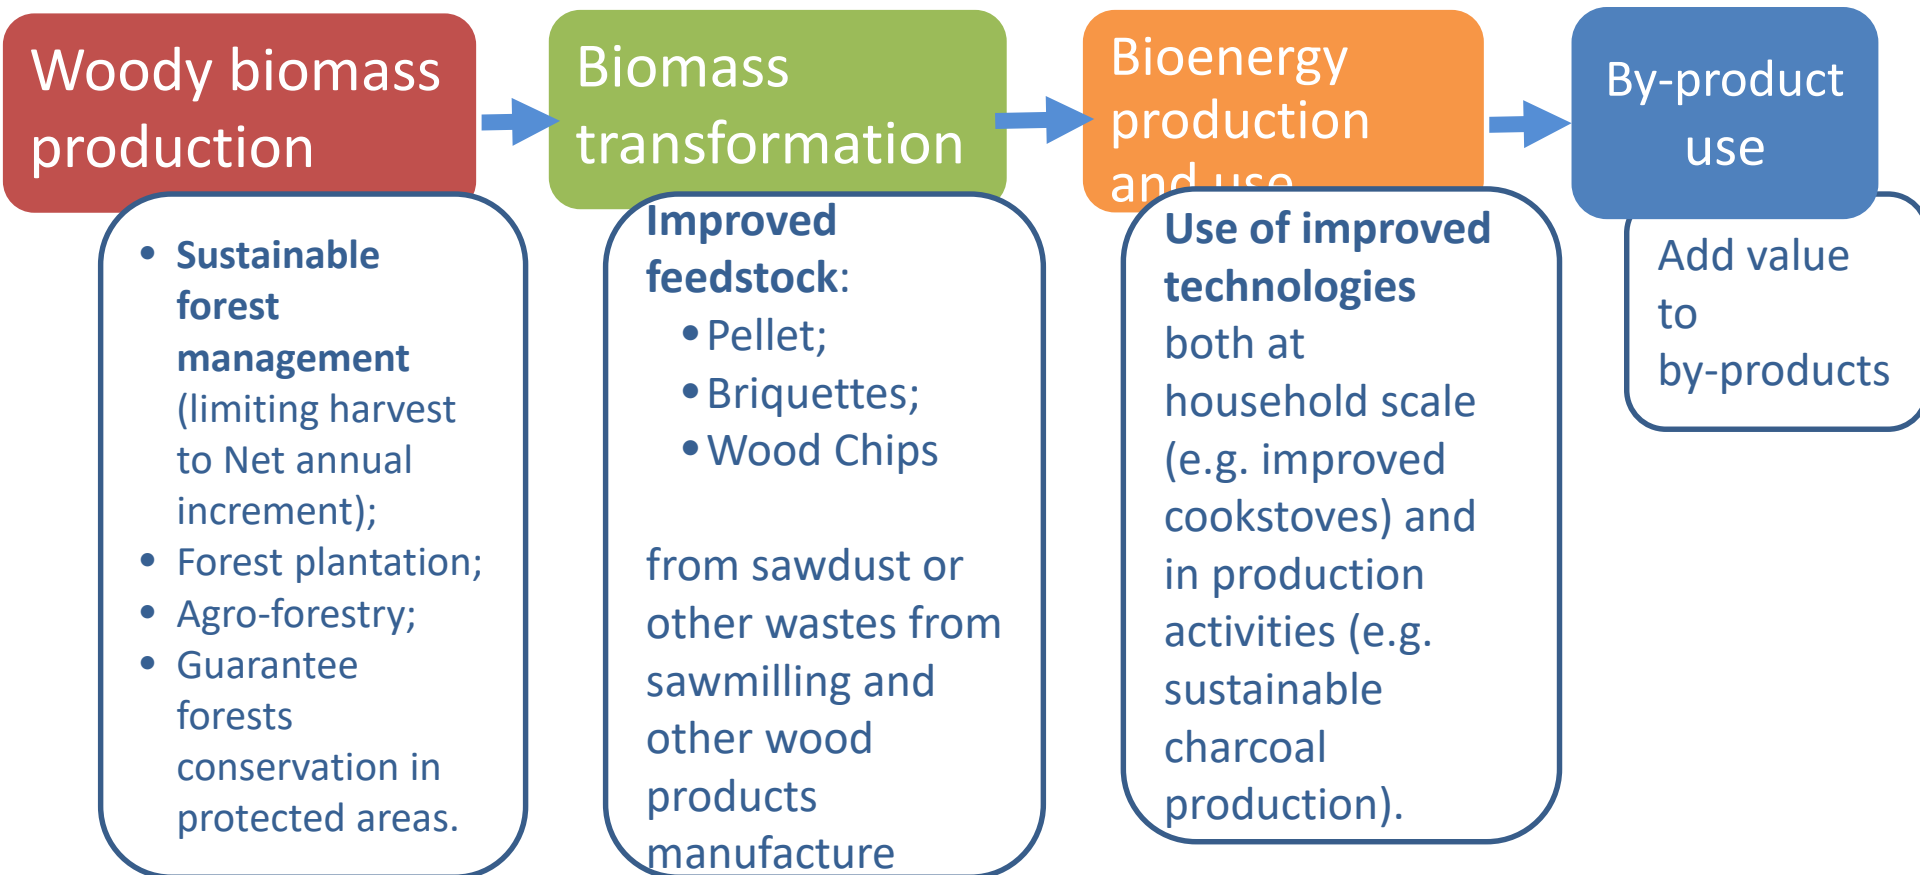 Woody biomass
production
• Sustainable
forest
management
(limiting harvest
to Net annual
increment);
• Forest plantation;
• Agro-forestry;
• Guarantee
forests
conservation in
protected areas.
Biomass
transformation
Improved
feedstock:
• Pellet;
• Briquettes;
• Wood Chips
from sawdust or
other wastes from
sawmilling and
other wood
products
manufacture
Bioenergy
production
and use
Use of improved
technologies
both at
household scale
(e.g. improved
cookstoves) and
in production
activities (e.g.
sustainable
charcoal
production).
By-product
use
Add value
to
by-products